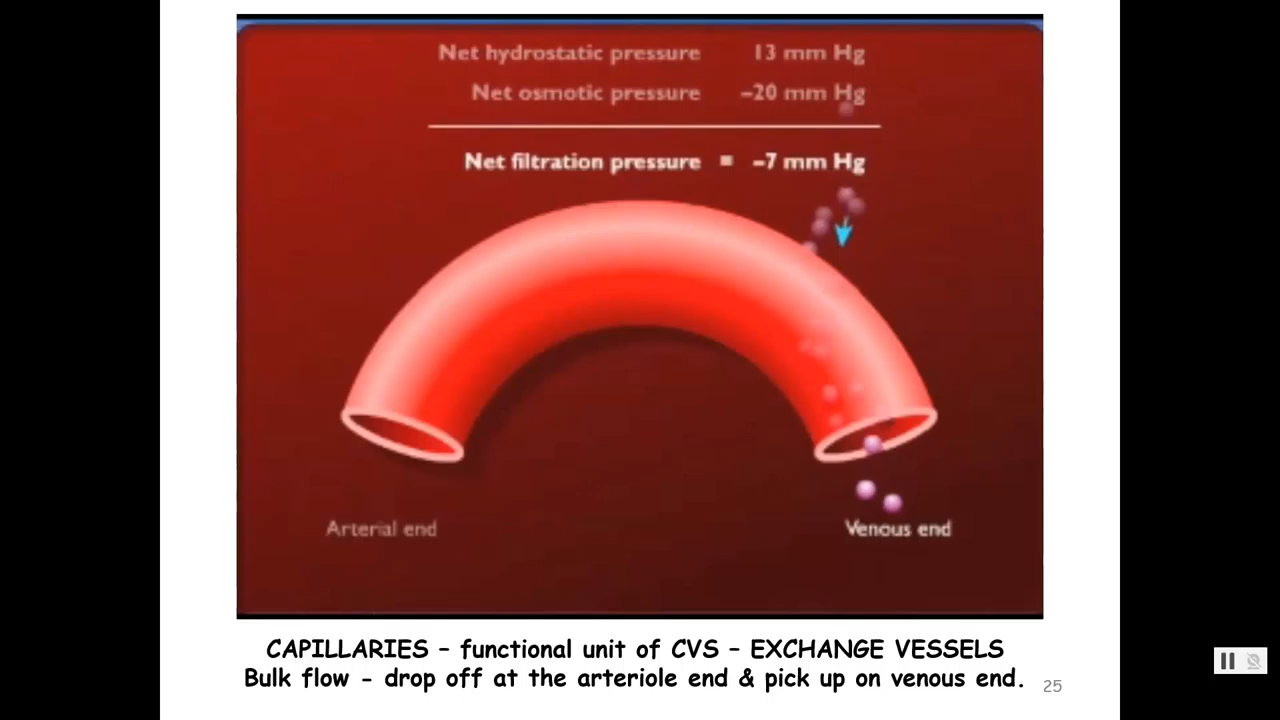 Net hydrostatic pressure 13 mm Hg
Net osmotic pressure –20 mm Hg
Net filtration pressure = –7 mm Hg
Arterial end
Venous end
CAPILLARIES – functional unit of CVS – EXCHANGE VESSELS
Bulk flow - drop off at the arteriole end & pick up on venous end.
25